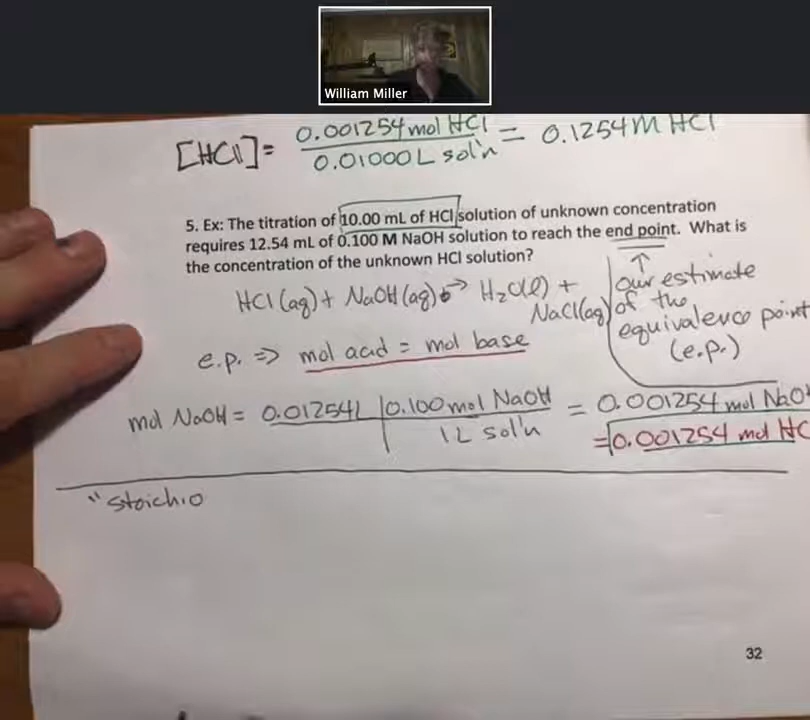 William Miller
[HCl] = 0.001254 mol HCl / 0.01000 L sol'n = 0.1254 M HCl
5. Ex: The titration of 10.00 mL of HCl solution of unknown concentration
requires 12.54 mL of 0.100 M NaOH solution to reach the end point. What is
the concentration of the unknown HCl solution?
HCl(aq) + NaOH(aq) → H2O(l) +
NaCl(aq)
↑
our estimate
of the
equivalence point
(e.p.)
e.p. => mol acid = mol base
mol NaOH = 0.01254L | 0.100 mol NaOH / 1L sol'n = 0.001254 mol NaOH
= 0.001254 mol HC
"stoichio
32